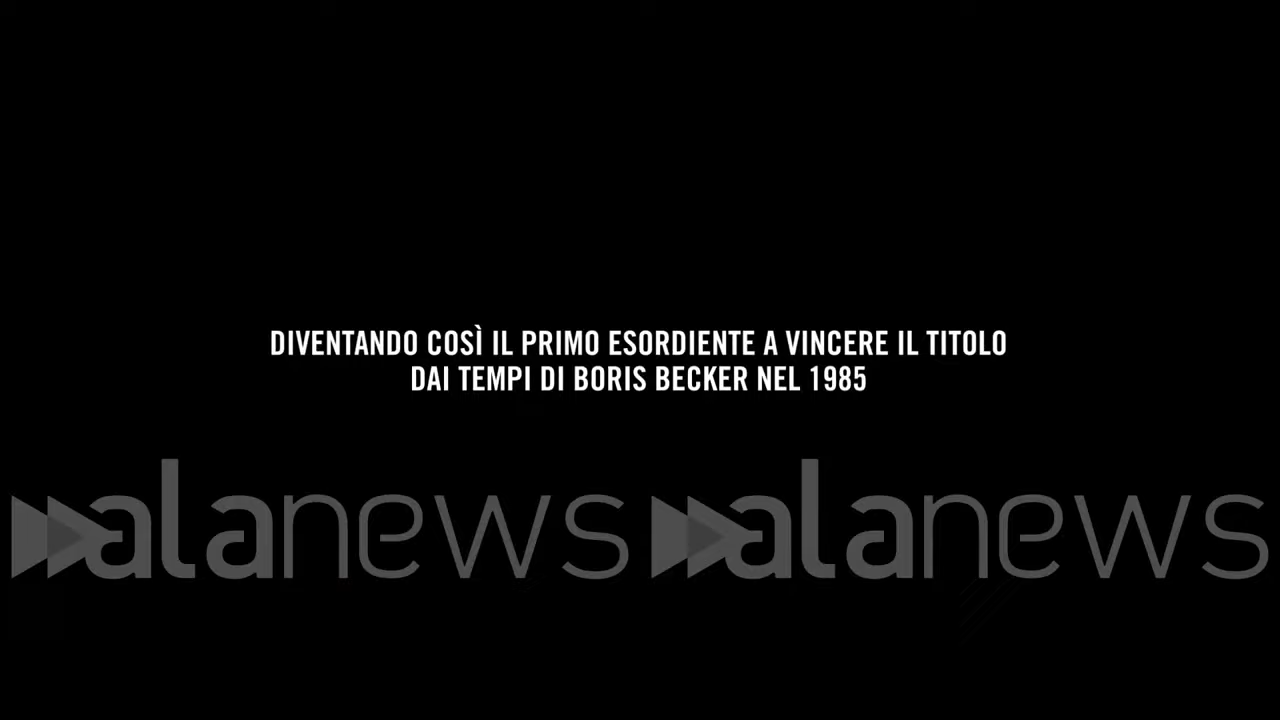 DIVENTANDO COSÌ IL PRIMO ESORDIENTE A VINCERE IL TITOLO
DAI TEMPI DI BORIS BECKER NEL 1985
alanews alanews